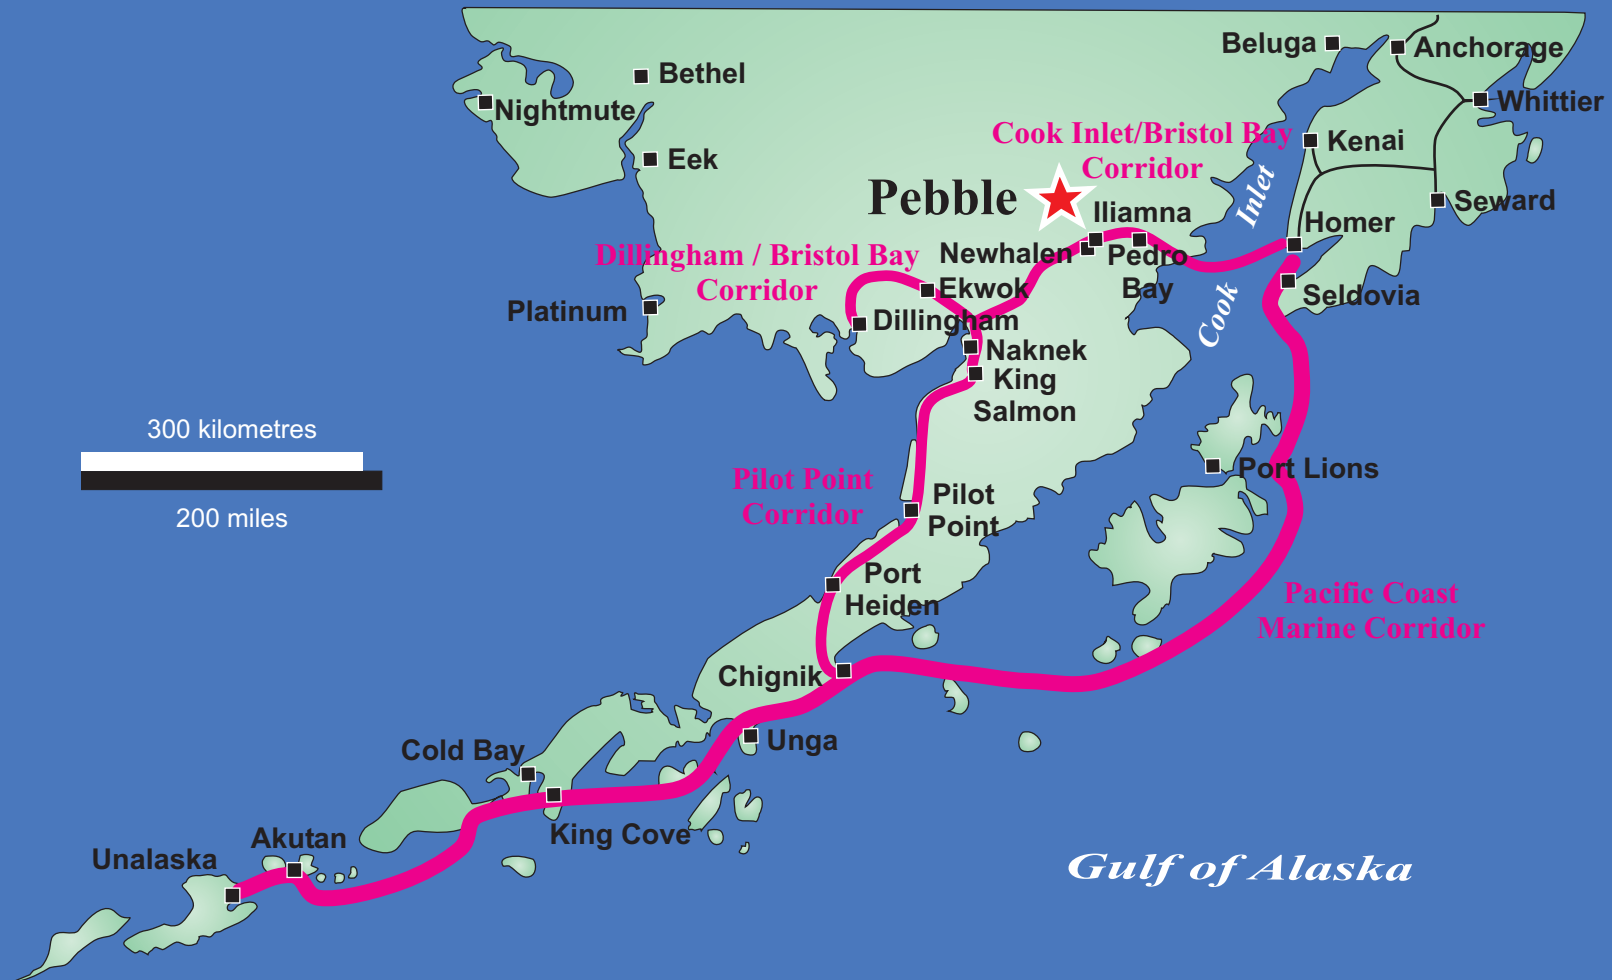 Beluga
Anchorage
Bethel
Nightmute
Whittier
Cook Inlet/Bristol Bay
Corridor
Kenai
Eek
Pebble
Inlet
Seward
Iliamna
Homer
Newhalen
Pedro
Bay
Dillingham / Bristol Bay
Corridor
Ekwok
Cook
Seldovia
Platinum
Dillingham
Naknek
King
Salmon
300 kilometres
200 miles
Port Lions
Pilot Point
Corridor
Pilot
Point
Port
Heiden
Pacific Coast
Marine Corridor
Chignik
Unga
Cold Bay
King Cove
Akutan
Unalaska
Gulf of Alaska